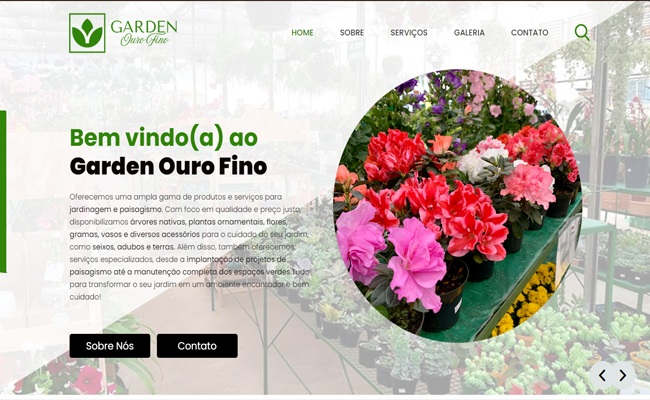 GARDEN
Ouro Fino
HOME SOBRE SERVIÇOS GALERIA CONTATO
Bem vindo(a) ao
Garden Ouro Fino
Oferecemos uma ampla gama de produtos e serviços para
jardinagem e paisagismo. Com foco em qualidade e preço justo,
disponibilizamos árvores nativas, plantas ornamentais, flores,
gramas, vasos e diversos acessórios para o cuidado do seu jardim,
como seixos, adubos e terras. Além disso, também oferecemos
serviços especializados, desde a implantação de projetos de
paisagismo até a manutenção completa dos espaços verdes. Tudo
para transformar o seu jardim em um ambiente encantador e bem
cuidado!
Sobre Nós Contato